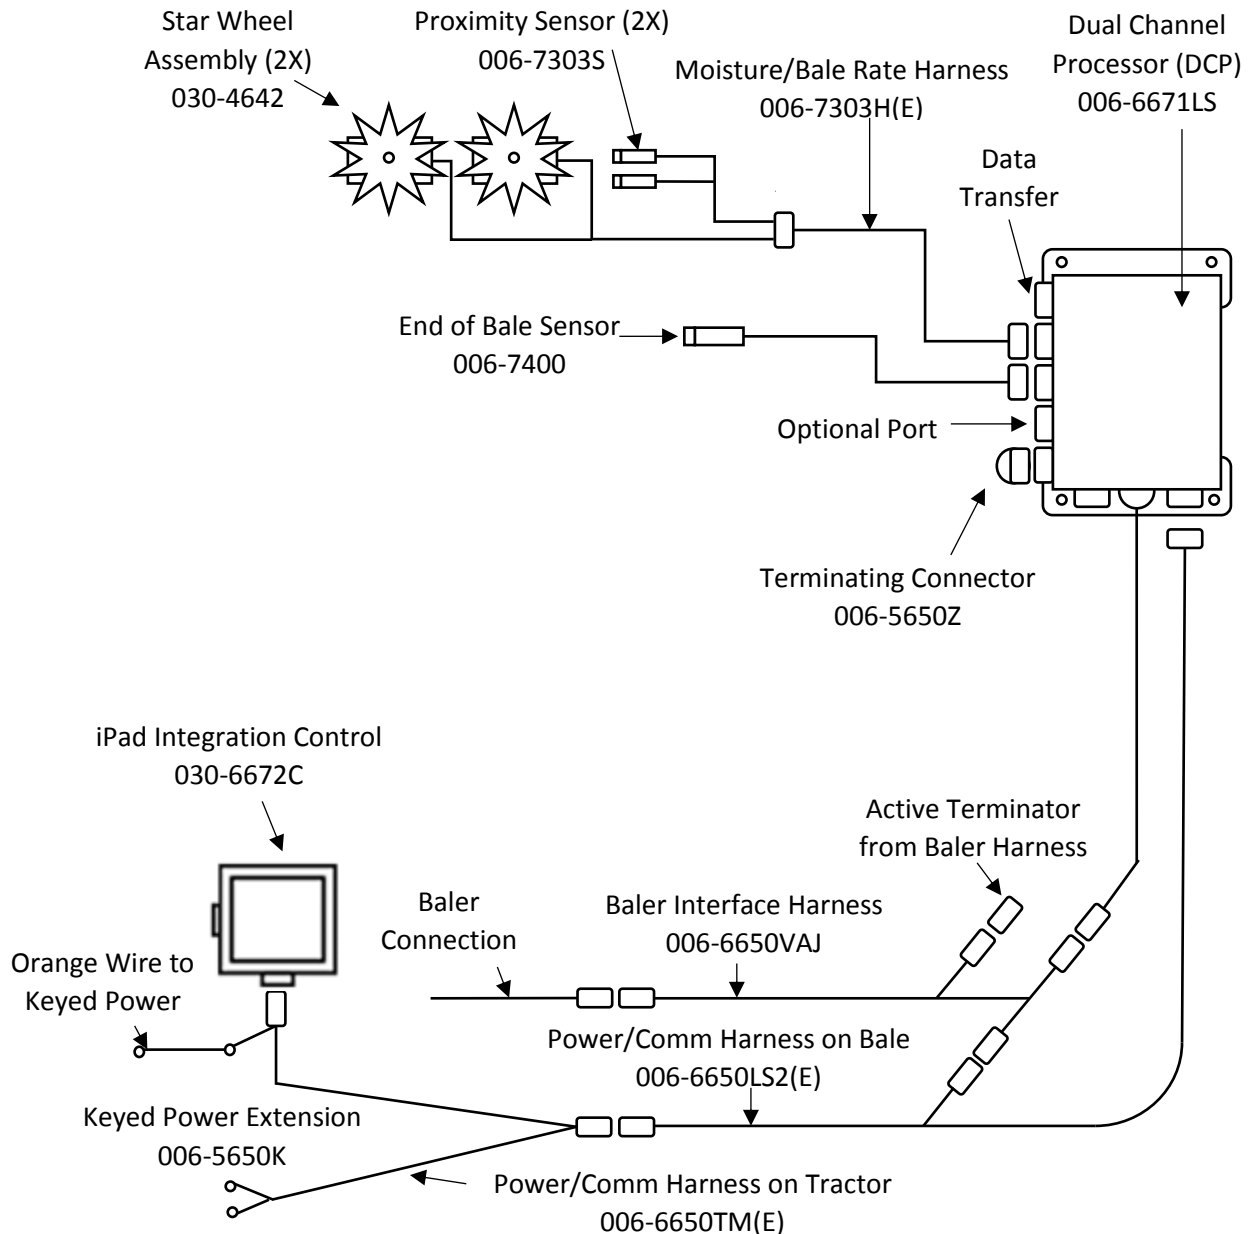 Star Wheel
Assembly (2X)
030-4642
Proximity Sensor (2X)
006-7303S
Moisture/Bale Rate Harness
006-7303H(E)
Dual Channel
Processor (DCP)
006-6671LS
Data
Transfer
End of Bale Sensor
006-7400
Optional Port
Terminating Connector
006-5650Z
iPad Integration Control
030-6672C
Active Terminator
from Baler Harness
Baler
Connection
Baler Interface Harness
006-6650VAJ
Orange Wire to
Keyed Power
Power/Comm Harness on Bale
006-6650LS2(E)
Keyed Power Extension
006-5650K
Power/Comm Harness on Tractor
006-6650TM(E)